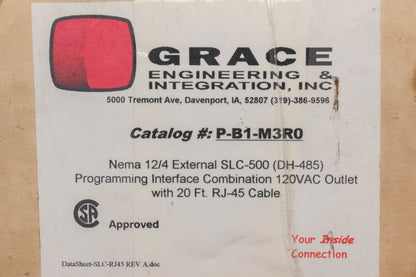 GRACE
ENGINEERING &
INTEGRATION, INC
5000 Tremont Ave, Davenport, IA, 52807 (319)-386-9596
Catalog #: P-B1-M3R0
Nema 12/4 External SLC-500 (DH-485)
Programming Interface Combination 120VAC Outlet
with 20 Ft. RJ-45 Cable
CSA Approved
Your Inside
Connection
DataSheet-SLC-RJ45 REV A.doc